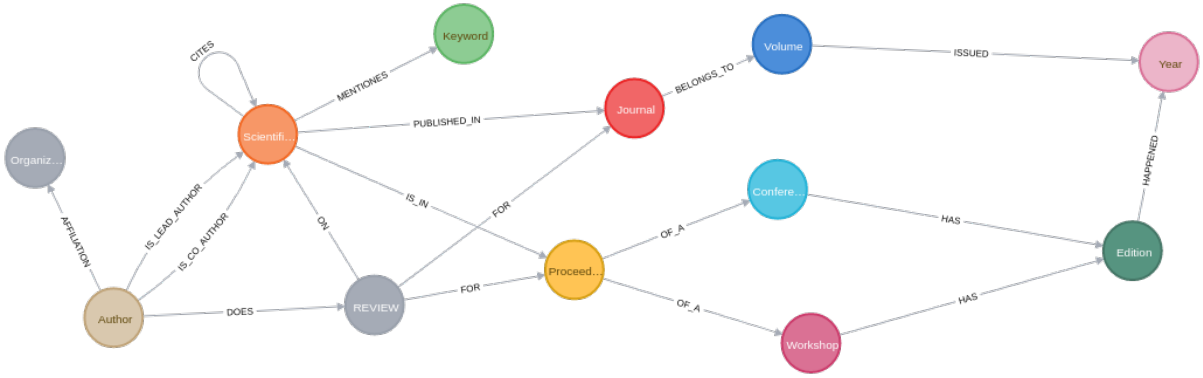 CITES
Keyword
MENTIONES
Scientifi...
PUBLISHED_IN
Journal
BELONGS_TO
Volume
ISSUED
Year
Organiz...
AFFILIATION
IS_LEAD_AUTHOR
IS_CO_AUTHOR
ON
IS_IN
FOR
Confere...
HAS
HAPPENED
Edition
Author
DOES
REVIEW
FOR
Proceed...
OF_A
OF_A
Workshop
HAS